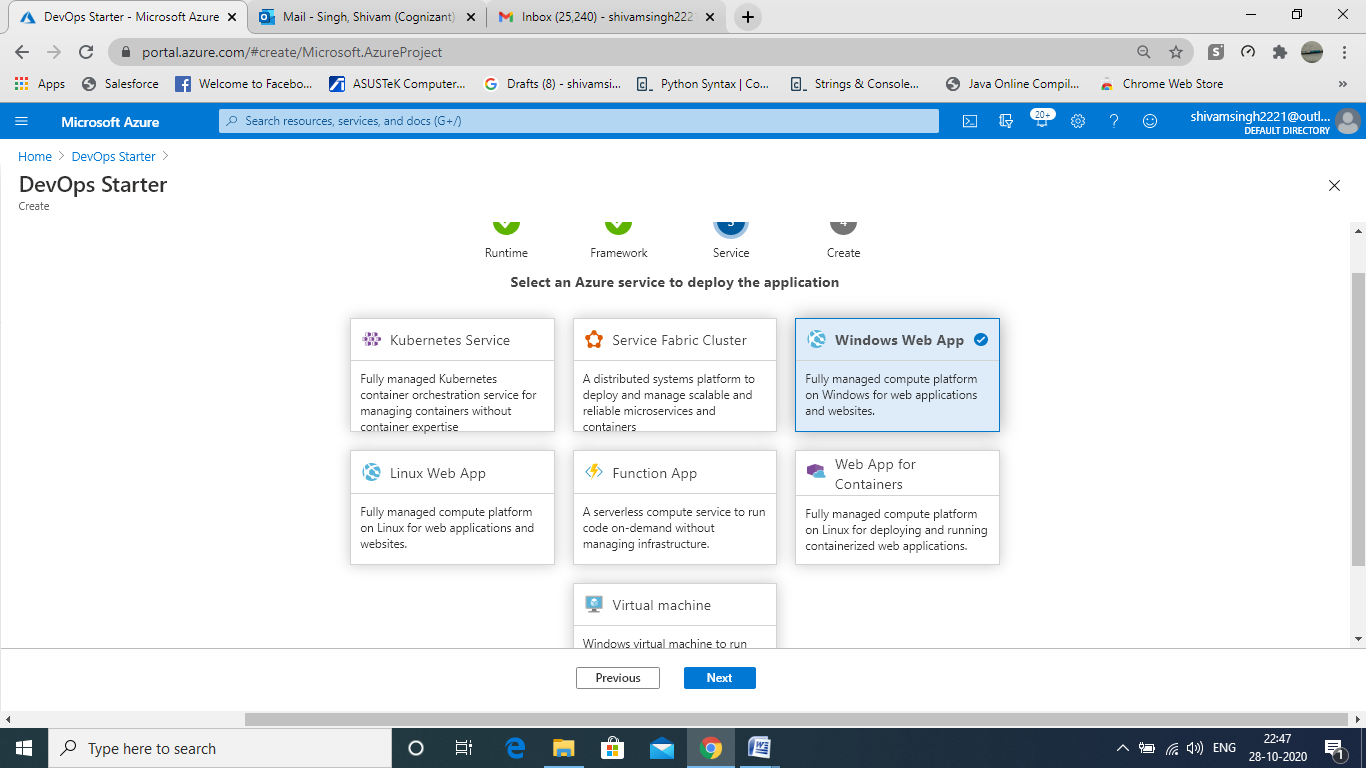 DevOps Starter - Microsoft Azure
Mail - Singh, Shivam (Cognizant)
Inbox (25,240) - shivamsingh222
portal.azure.com/#create/Microsoft.AzureProject
Apps
Salesforce
Welcome to Facebo...
ASUSTeK Computer...
Drafts (8) - shivamsi...
Python Syntax | Co...
Strings & Console...
Java Online Compil...
Chrome Web Store
»
Microsoft Azure
Search resources, services, and docs (G+/)
20+
shivamsingh2221@outl...
DEFAULT DIRECTORY
Home > DevOps Starter >
DevOps Starter
Create
Runtime
Framework
Service
Create
Select an Azure service to deploy the application
Kubernetes Service
Fully managed Kubernetes
container orchestration service for
managing containers without
container expertise
Service Fabric Cluster
A distributed systems platform to
deploy and manage scalable and
reliable microservices and
containers
Windows Web App
Fully managed compute platform
on Windows for web applications
and websites.
Linux Web App
Fully managed compute platform
on Linux for web applications and
websites.
Function App
A serverless compute service to run
code on-demand without
managing infrastructure.
Web App for
Containers
Fully managed compute platform
on Linux for deploying and running
containerized web applications.
Virtual machine
Windows virtual machine to run
Previous
Next
Type here to search
ENG
22:47
28-10-2020
1